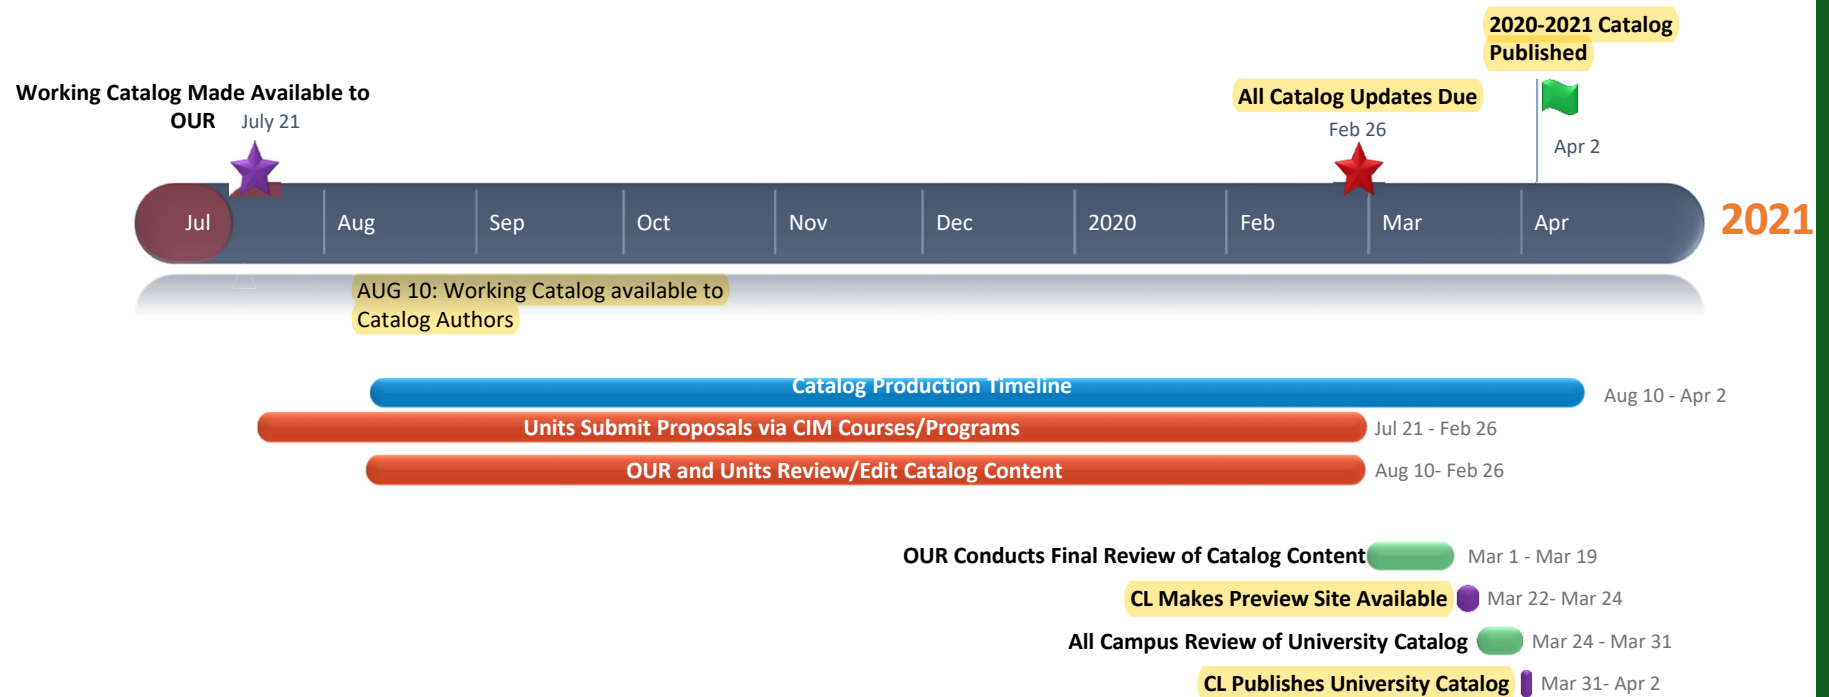 2020-2021 Catalog
Published
Working Catalog Made Available to
OUR July 21
All Catalog Updates Due
Feb 26
Apr 2
Jul Aug Sep Oct Nov Dec 2020 Feb Mar Apr 2021
AUG 10: Working Catalog available to
Catalog Authors
Catalog Production Timeline Aug 10 - Apr 2
Units Submit Proposals via CIM Courses/Programs Jul 21 - Feb 26
OUR and Units Review/Edit Catalog Content Aug 10- Feb 26
OUR Conducts Final Review of Catalog Content Mar 1 - Mar 19
CL Makes Preview Site Available Mar 22- Mar 24
All Campus Review of University Catalog Mar 24 - Mar 31
CL Publishes University Catalog Mar 31- Apr 2